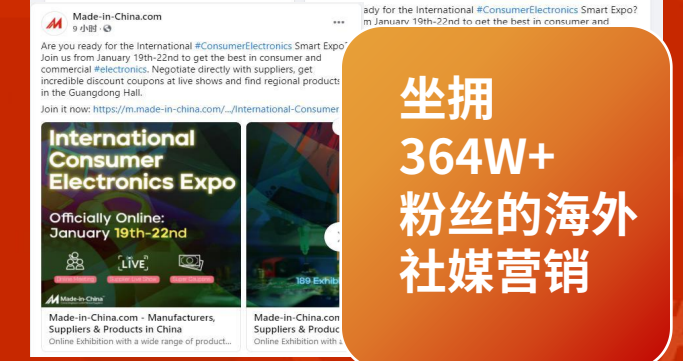 Made-in-China.com
9 小时
Are you ready for the International #ConsumerElectronics Smart Expo?
Join us from January 19th-22nd to get the best in consumer and
commercial #electronics. Negotiate directly with suppliers, get
incredible discount coupons at live shows and find regional products
in the Guangdong Hall.
Join it now: https://m.made-in-china.com/.../International-Consumer
International
Consumer
Electronics Expo
Officially Online:
January 19th-22nd
LIVE
Made-in-China
Made-in-China.com - Manufacturers,
Suppliers & Products in China
Online Exhibition with a wide range of product...
189 Exhib
Made-in-China.com
Suppliers & Produc
Online Exhibition with
ady for the International #ConsumerElectronics Smart Expo?
m January 19th-22nd to get the best in consumer and
坐拥
364W+
粉丝的海外
社媒营销